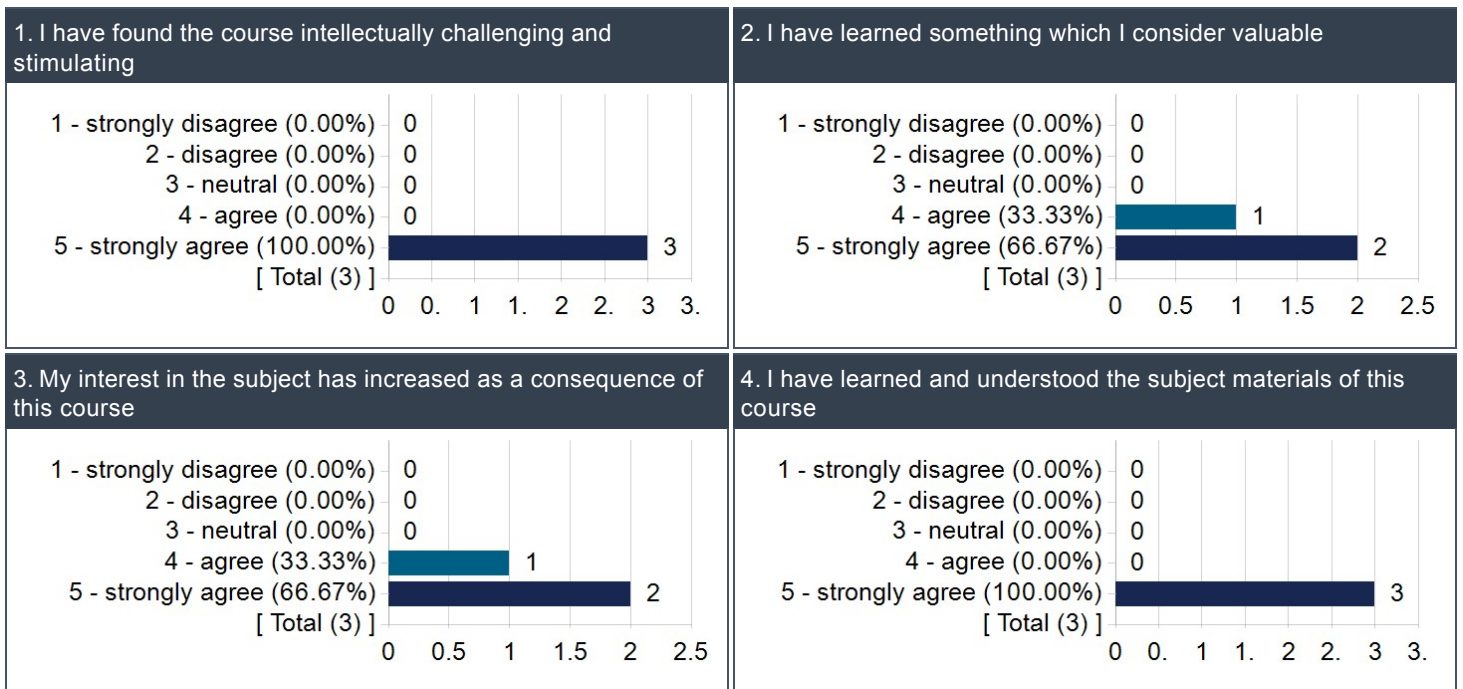 1. I have found the course intellectually challenging and
stimulating
1 - strongly disagree (0.00%) 0
2 - disagree (0.00%) 0
3 - neutral (0.00%) 0
4 - agree (0.00%) 0
5 - strongly agree (100.00%) 3
[ Total (3) ]
0 0. 1 1. 2 2. 3 3.
2. I have learned something which I consider valuable
1 - strongly disagree (0.00%) 0
2 - disagree (0.00%) 0
3 - neutral (0.00%) 0
4 - agree (33.33%) 1
5 - strongly agree (66.67%) 2
[ Total (3) ]
0 0.5 1 1.5 2 2.5
3. My interest in the subject has increased as a consequence of
this course
1 - strongly disagree (0.00%) 0
2 - disagree (0.00%) 0
3 - neutral (0.00%) 0
4 - agree (33.33%) 1
5 - strongly agree (66.67%) 2
[ Total (3) ]
0 0.5 1 1.5 2 2.5
4. I have learned and understood the subject materials of this
course
1 - strongly disagree (0.00%) 0
2 - disagree (0.00%) 0
3 - neutral (0.00%) 0
4 - agree (0.00%) 0
5 - strongly agree (100.00%) 3
[ Total (3) ]
0 0. 1 1. 2 2. 3 3.